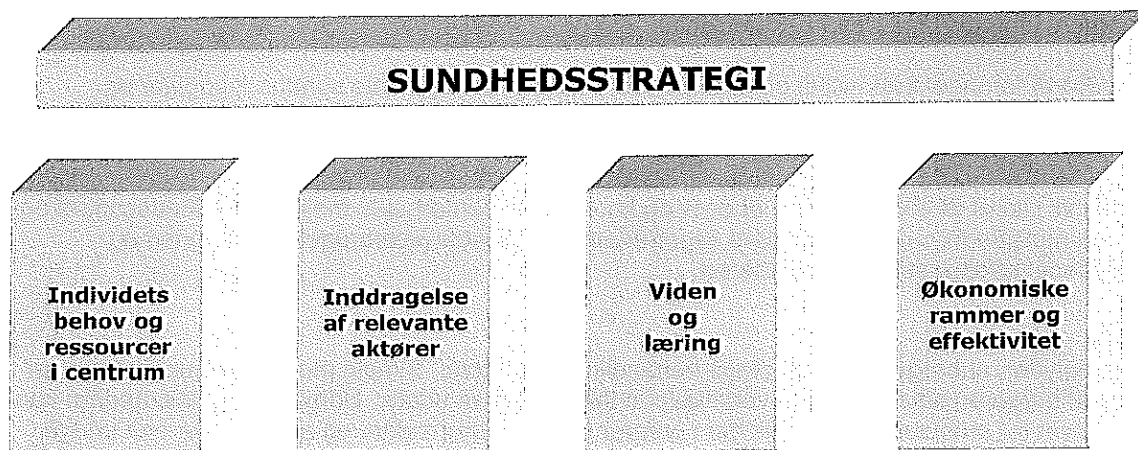 SUNDHEDSSTRATEGI
Individets
behov og
ressourcer
i centrum
Inddragelse
af relevante
aktører
Viden
og
læring
Økonomiske
rammer og
effektivitet